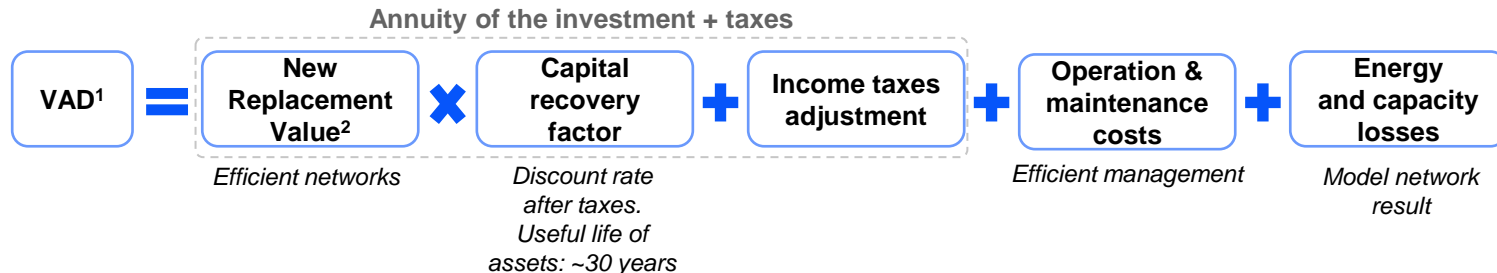 Annuity of the investment + taxes
VAD¹
=
New
Replacement
Value²
×
Capital
recovery
factor
+
Income taxes
adjustment
+
Operation &
maintenance
costs
+
Energy
and capacity
losses
Efficient networks
Discount rate
after taxes.
Useful life of
assets: ~30 years
Efficient management
Model network
result